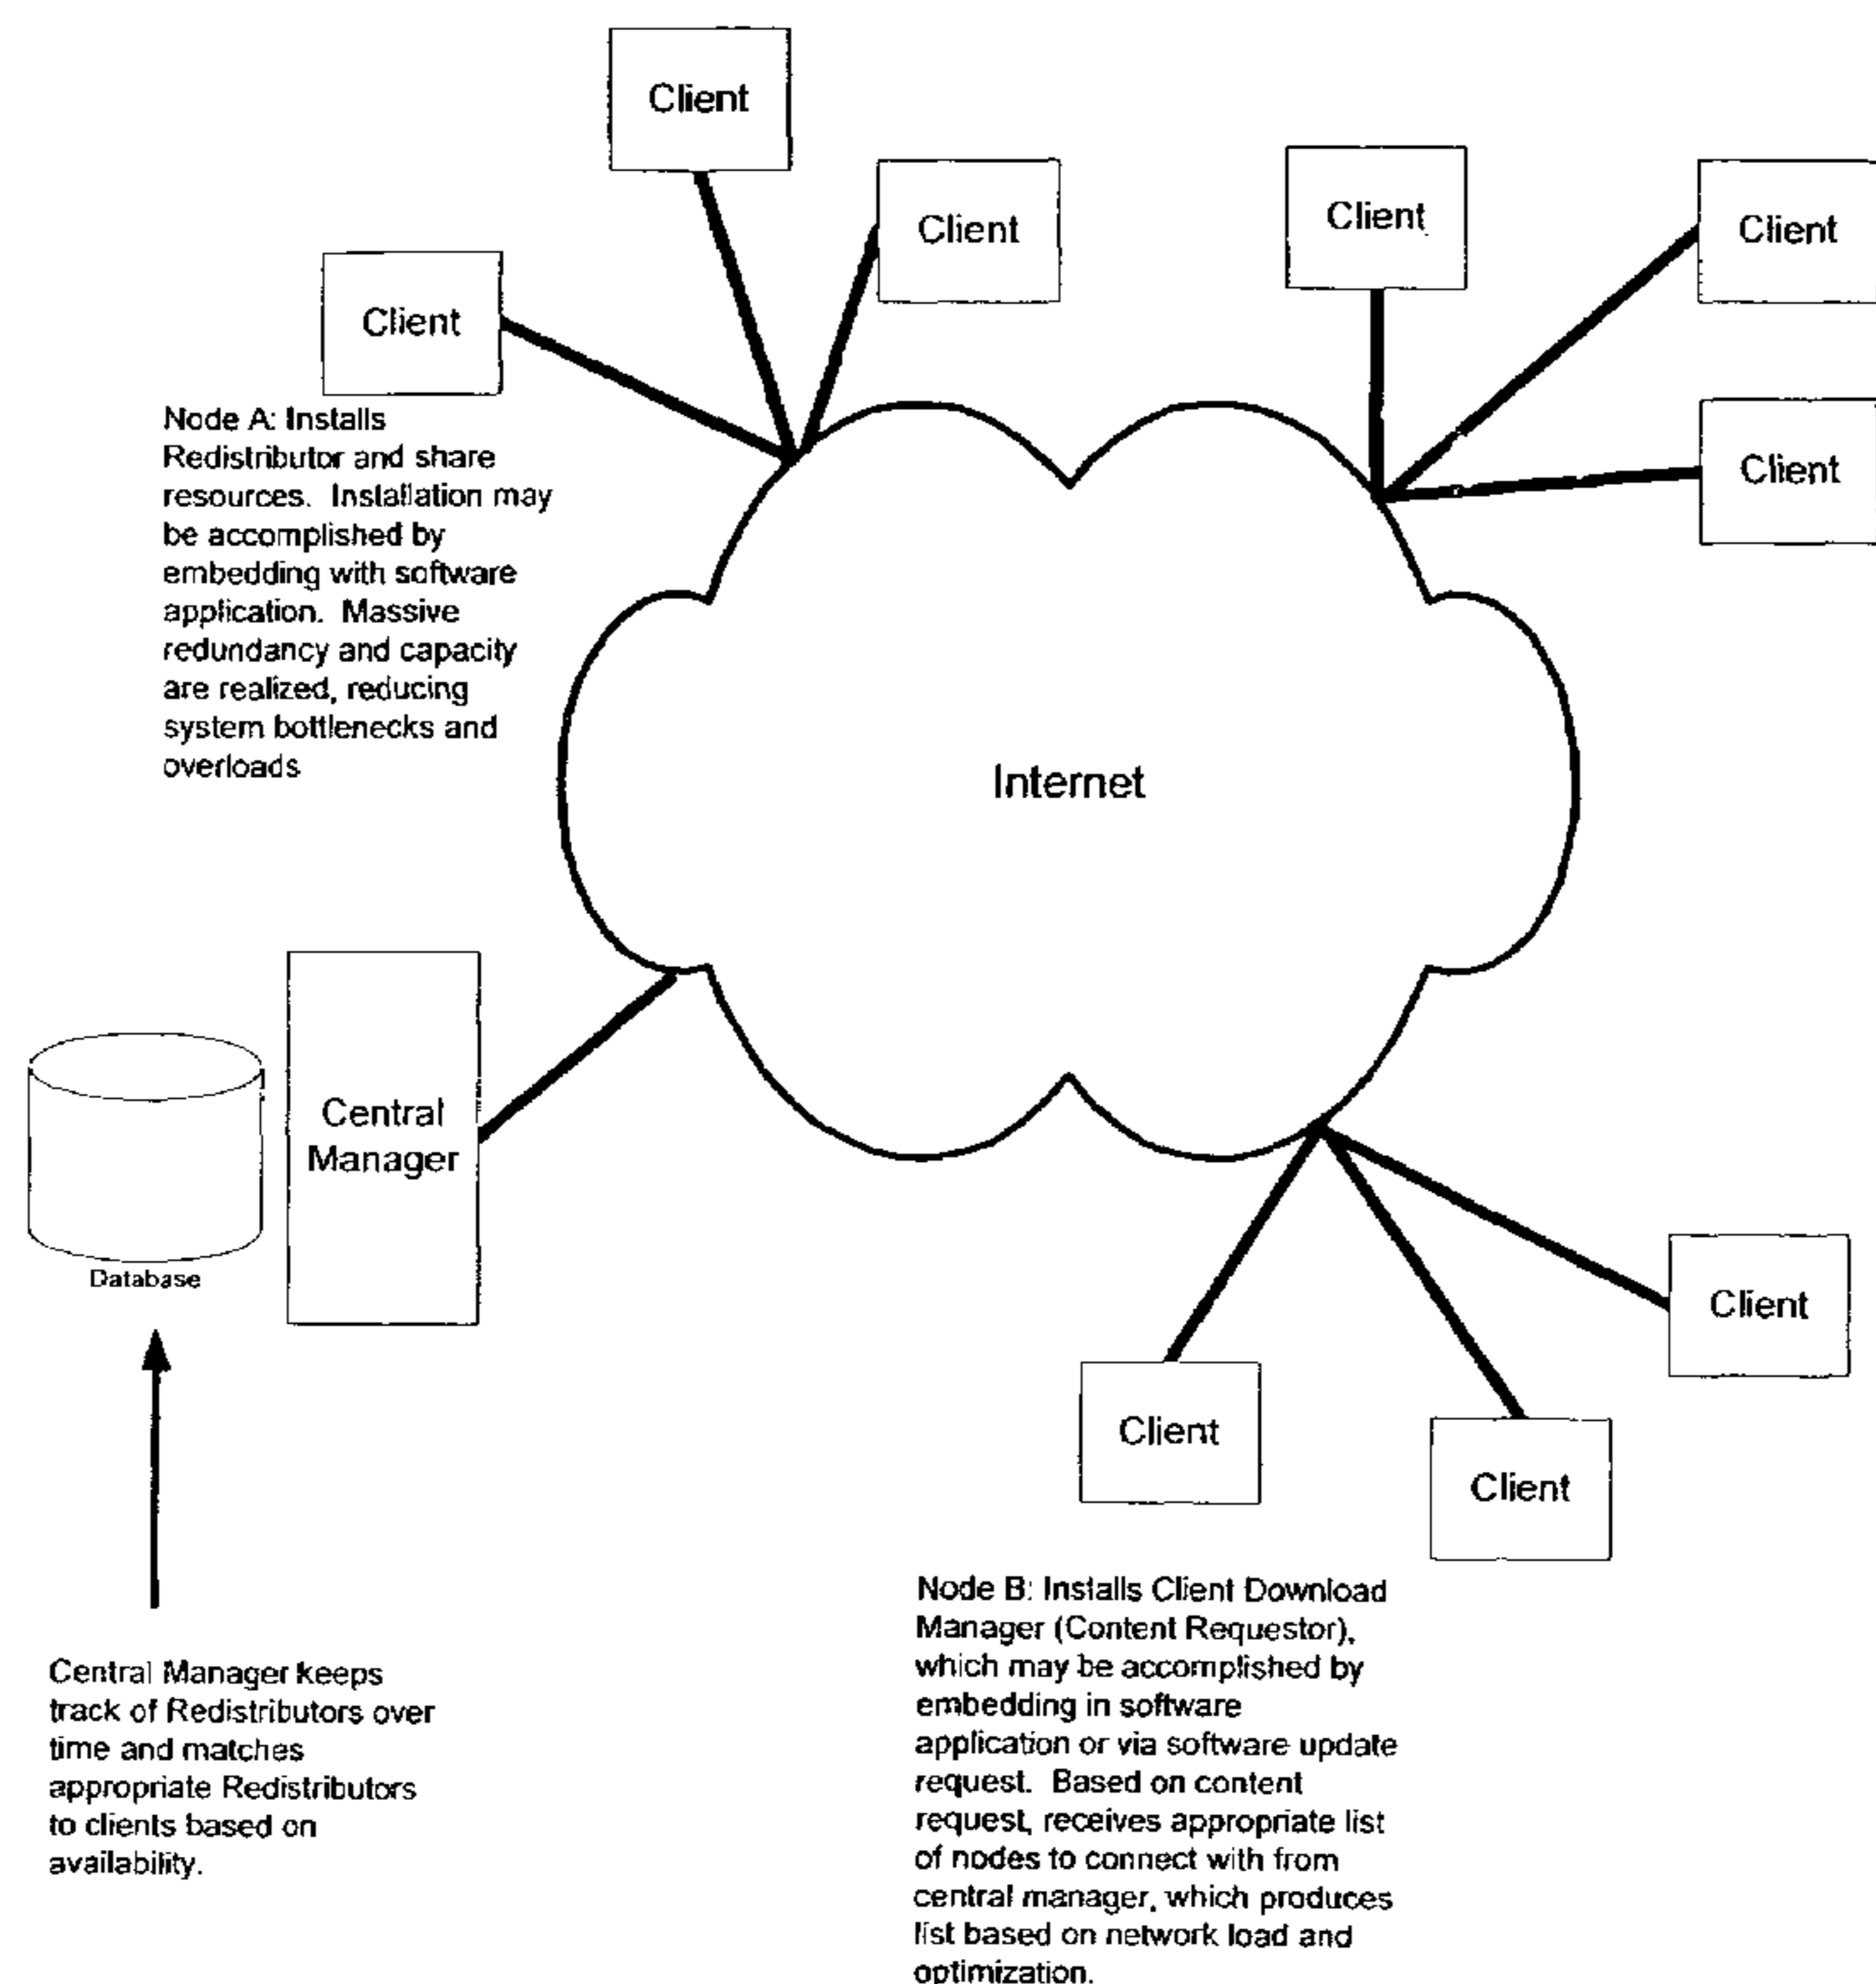 Client
Client
Client
Client
Client
Client
Node A: Installs
Redistributor and share
resources. Installation may
be accomplished by
embedding with software
application. Massive
redundancy and capacity
are realized, reducing
system bottlenecks and
overloads
Internet
Central
Manager
Database
Client
Client
Client
Central Manager keeps
track of Redistributors over
time and matches
appropriate Redistributors
to clients based on
availability.
Node B: Installs Client Download
Manager (Content Requestor),
which may be accomplished by
embedding in software
application or via software update
request. Based on content
request, receives appropriate list
of nodes to connect with from
central manager, which produces
list based on network load and
optimization.